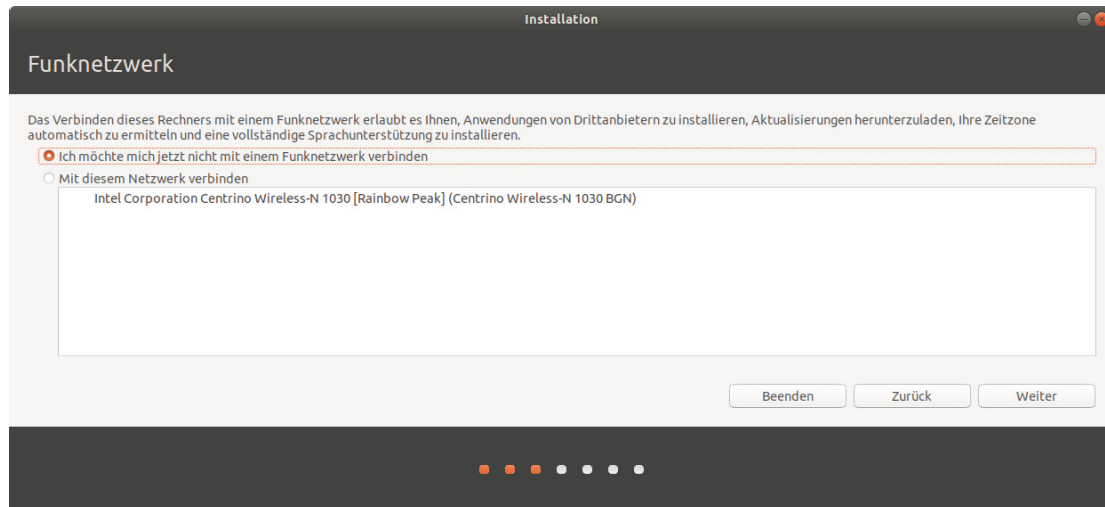 Installation
Funknetzwerk
Das Verbinden dieses Rechners mit einem Funknetzwerk erlaubt es Ihnen, Anwendungen von Drittanbietern zu installieren, Aktualisierungen herunterzuladen, Ihre Zeitzone
automatisch zu ermitteln und eine vollständige Sprachunterstützung zu installieren.
Ich möchte mich jetzt nicht mit einem Funknetzwerk verbinden
Mit diesem Netzwerk verbinden
Intel Corporation Centrino Wireless-N 1030 [Rainbow Peak] (Centrino Wireless-N 1030 BGN)
Beenden Zurück Weiter